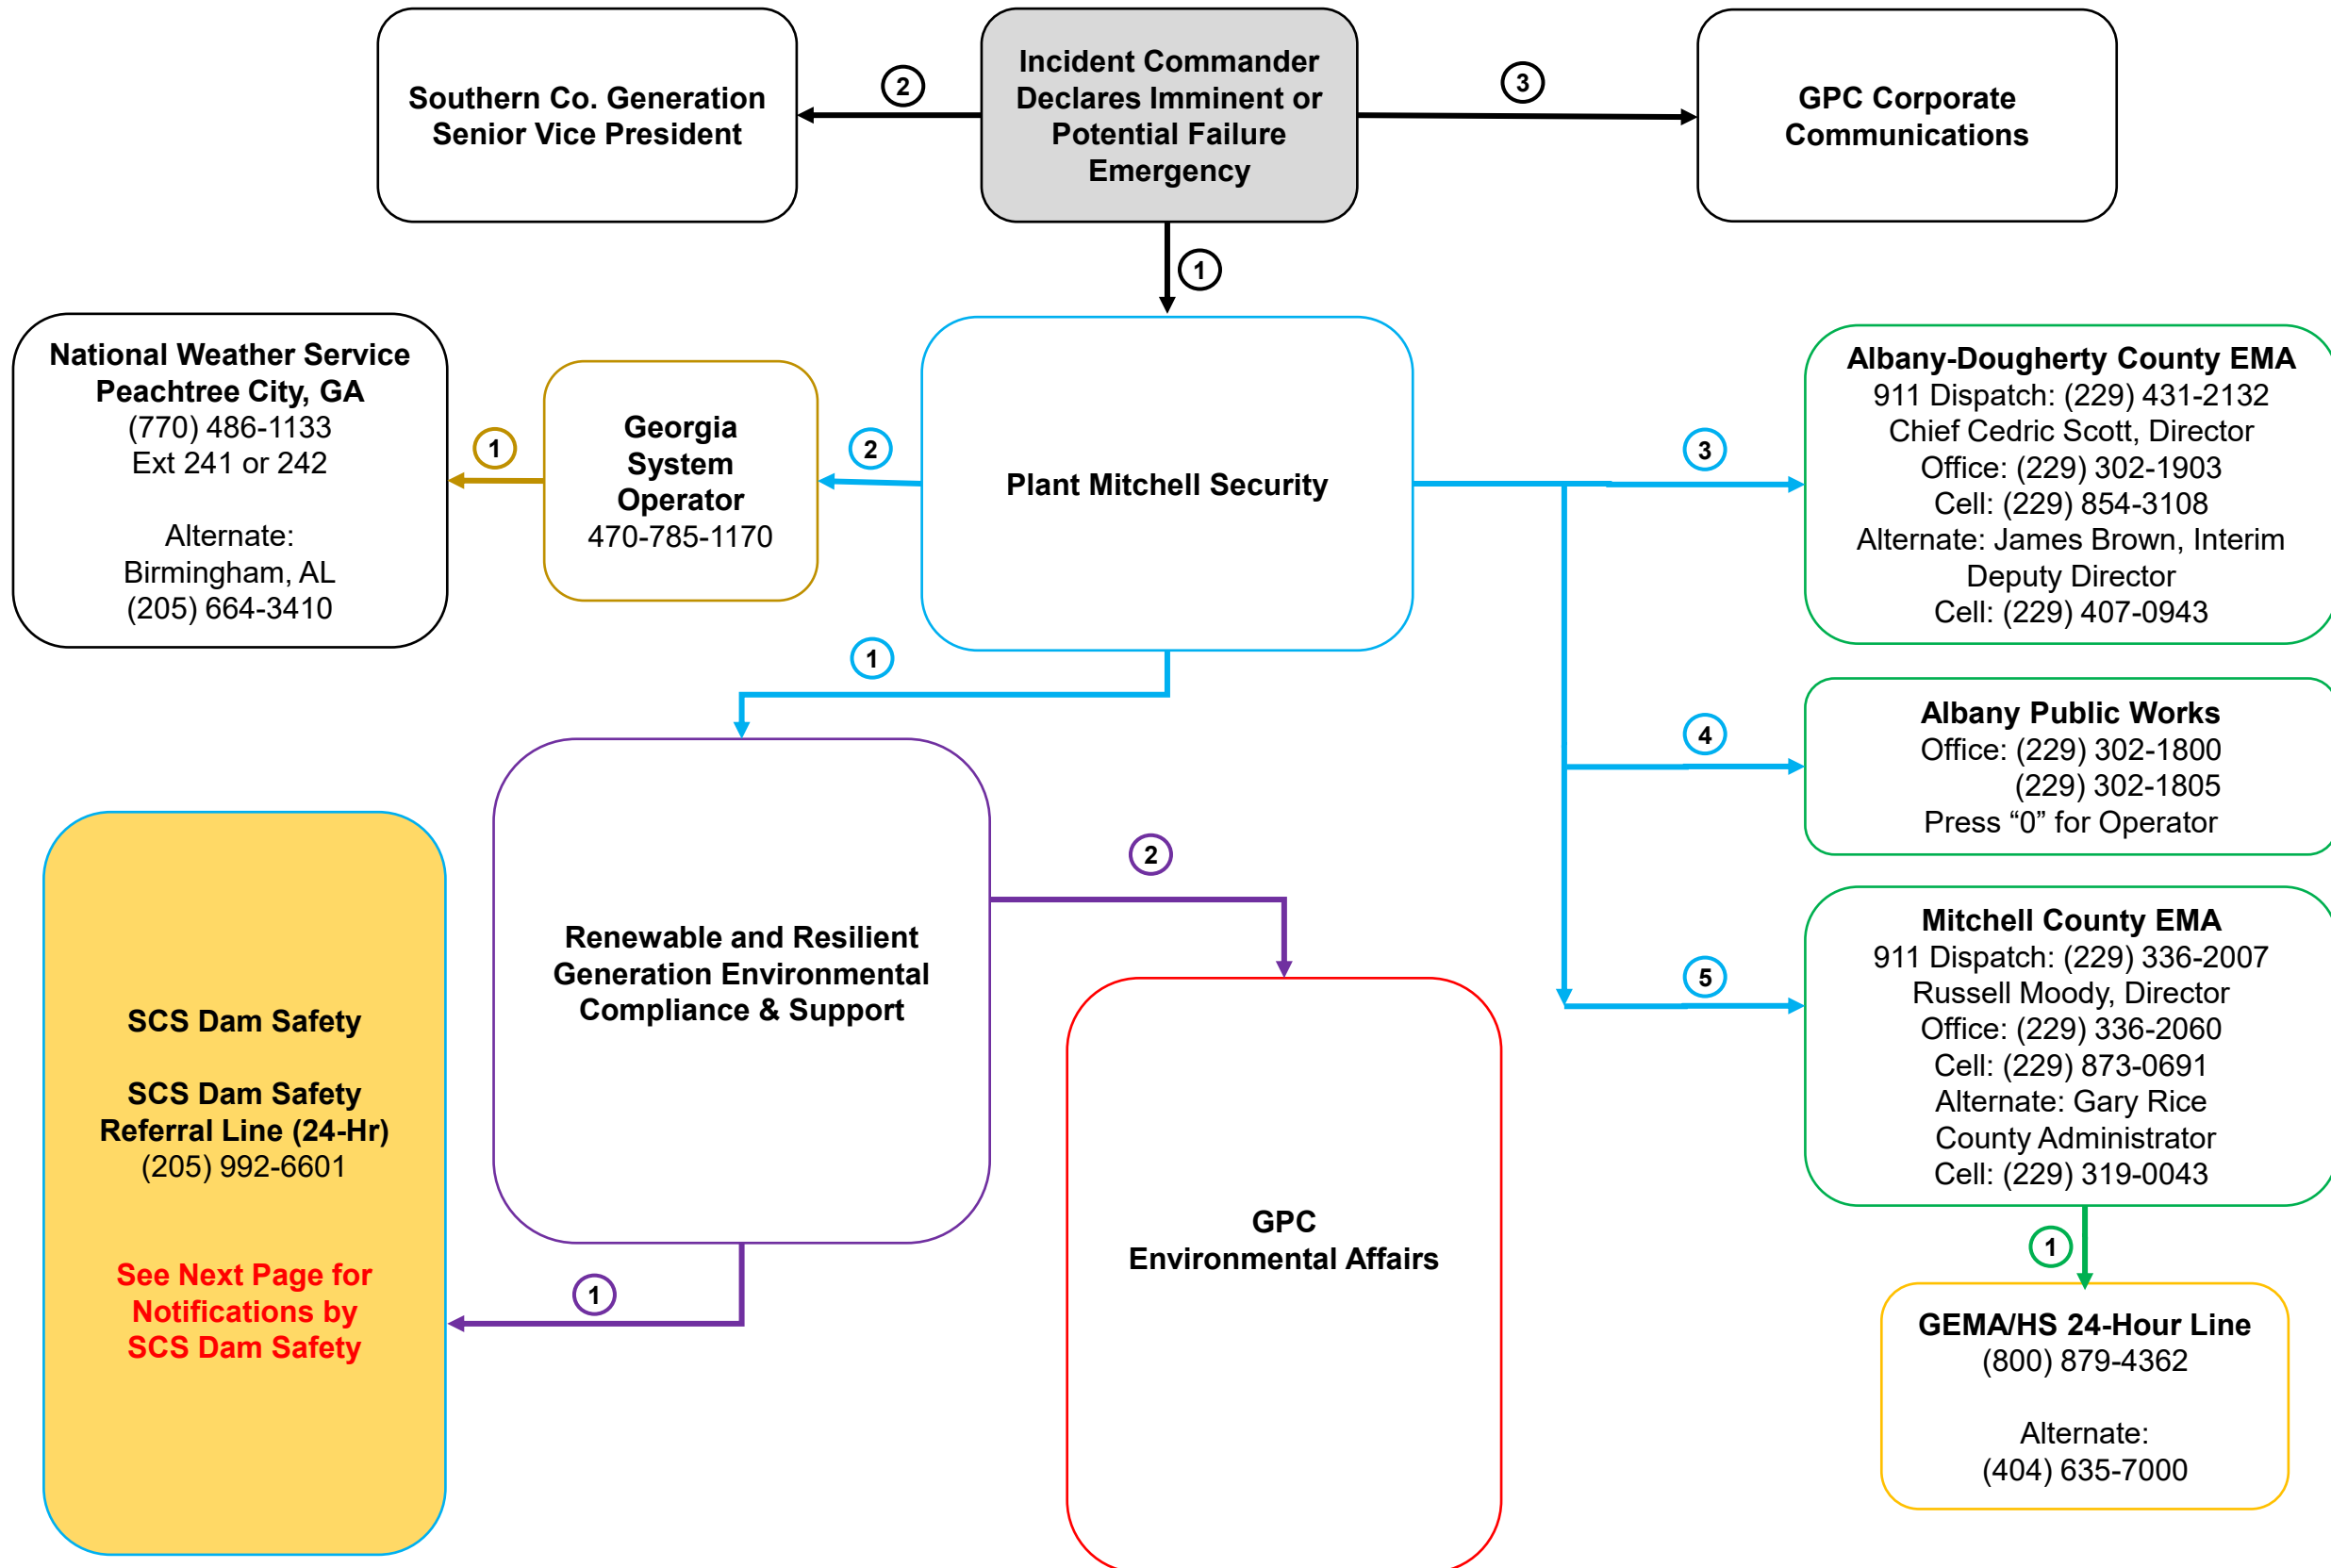 Southern Co. Generation
Senior Vice President
2
Incident Commander
Declares Imminent or
Potential Failure
Emergency
3
GPC Corporate
Communications
1
National Weather Service
Peachtree City, GA
(770) 486-1133
Ext 241 or 242
Alternate:
Birmingham, AL
(205) 664-3410
1
Georgia
System
Operator
470-785-1170
2
Plant Mitchell Security
3
Albany-Dougherty County EMA
911 Dispatch: (229) 431-2132
Chief Cedric Scott, Director
Office: (229) 302-1903
Cell: (229) 854-3108
Alternate: James Brown, Interim
Deputy Director
Cell: (229) 407-0943
1
4
Albany Public Works
Office: (229) 302-1800
(229) 302-1805
Press “0” for Operator
SCS Dam Safety
SCS Dam Safety
Referral Line (24-Hr)
(205) 992-6601
See Next Page for
Notifications by
SCS Dam Safety
Renewable and Resilient
Generation Environmental
Compliance & Support
2
1
GPC
Environmental Affairs
5
Mitchell County EMA
911 Dispatch: (229) 336-2007
Russell Moody, Director
Office: (229) 336-2060
Cell: (229) 873-0691
Alternate: Gary Rice
County Administrator
Cell: (229) 319-0043
1
GEMA/HS 24-Hour Line
(800) 879-4362
Alternate:
(404) 635-7000